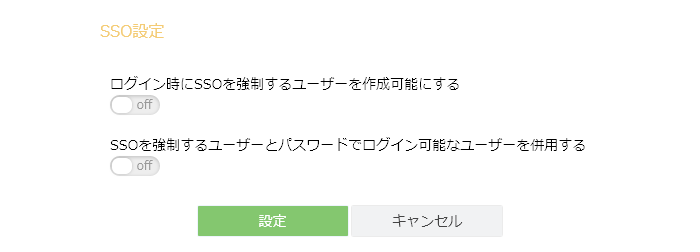 SSO設定
ログイン時にSSOを強制するユーザーを作成可能にする
off
SSOを強制するユーザーとパスワードでログイン可能なユーザーを併用する
off
設定
キャンセル